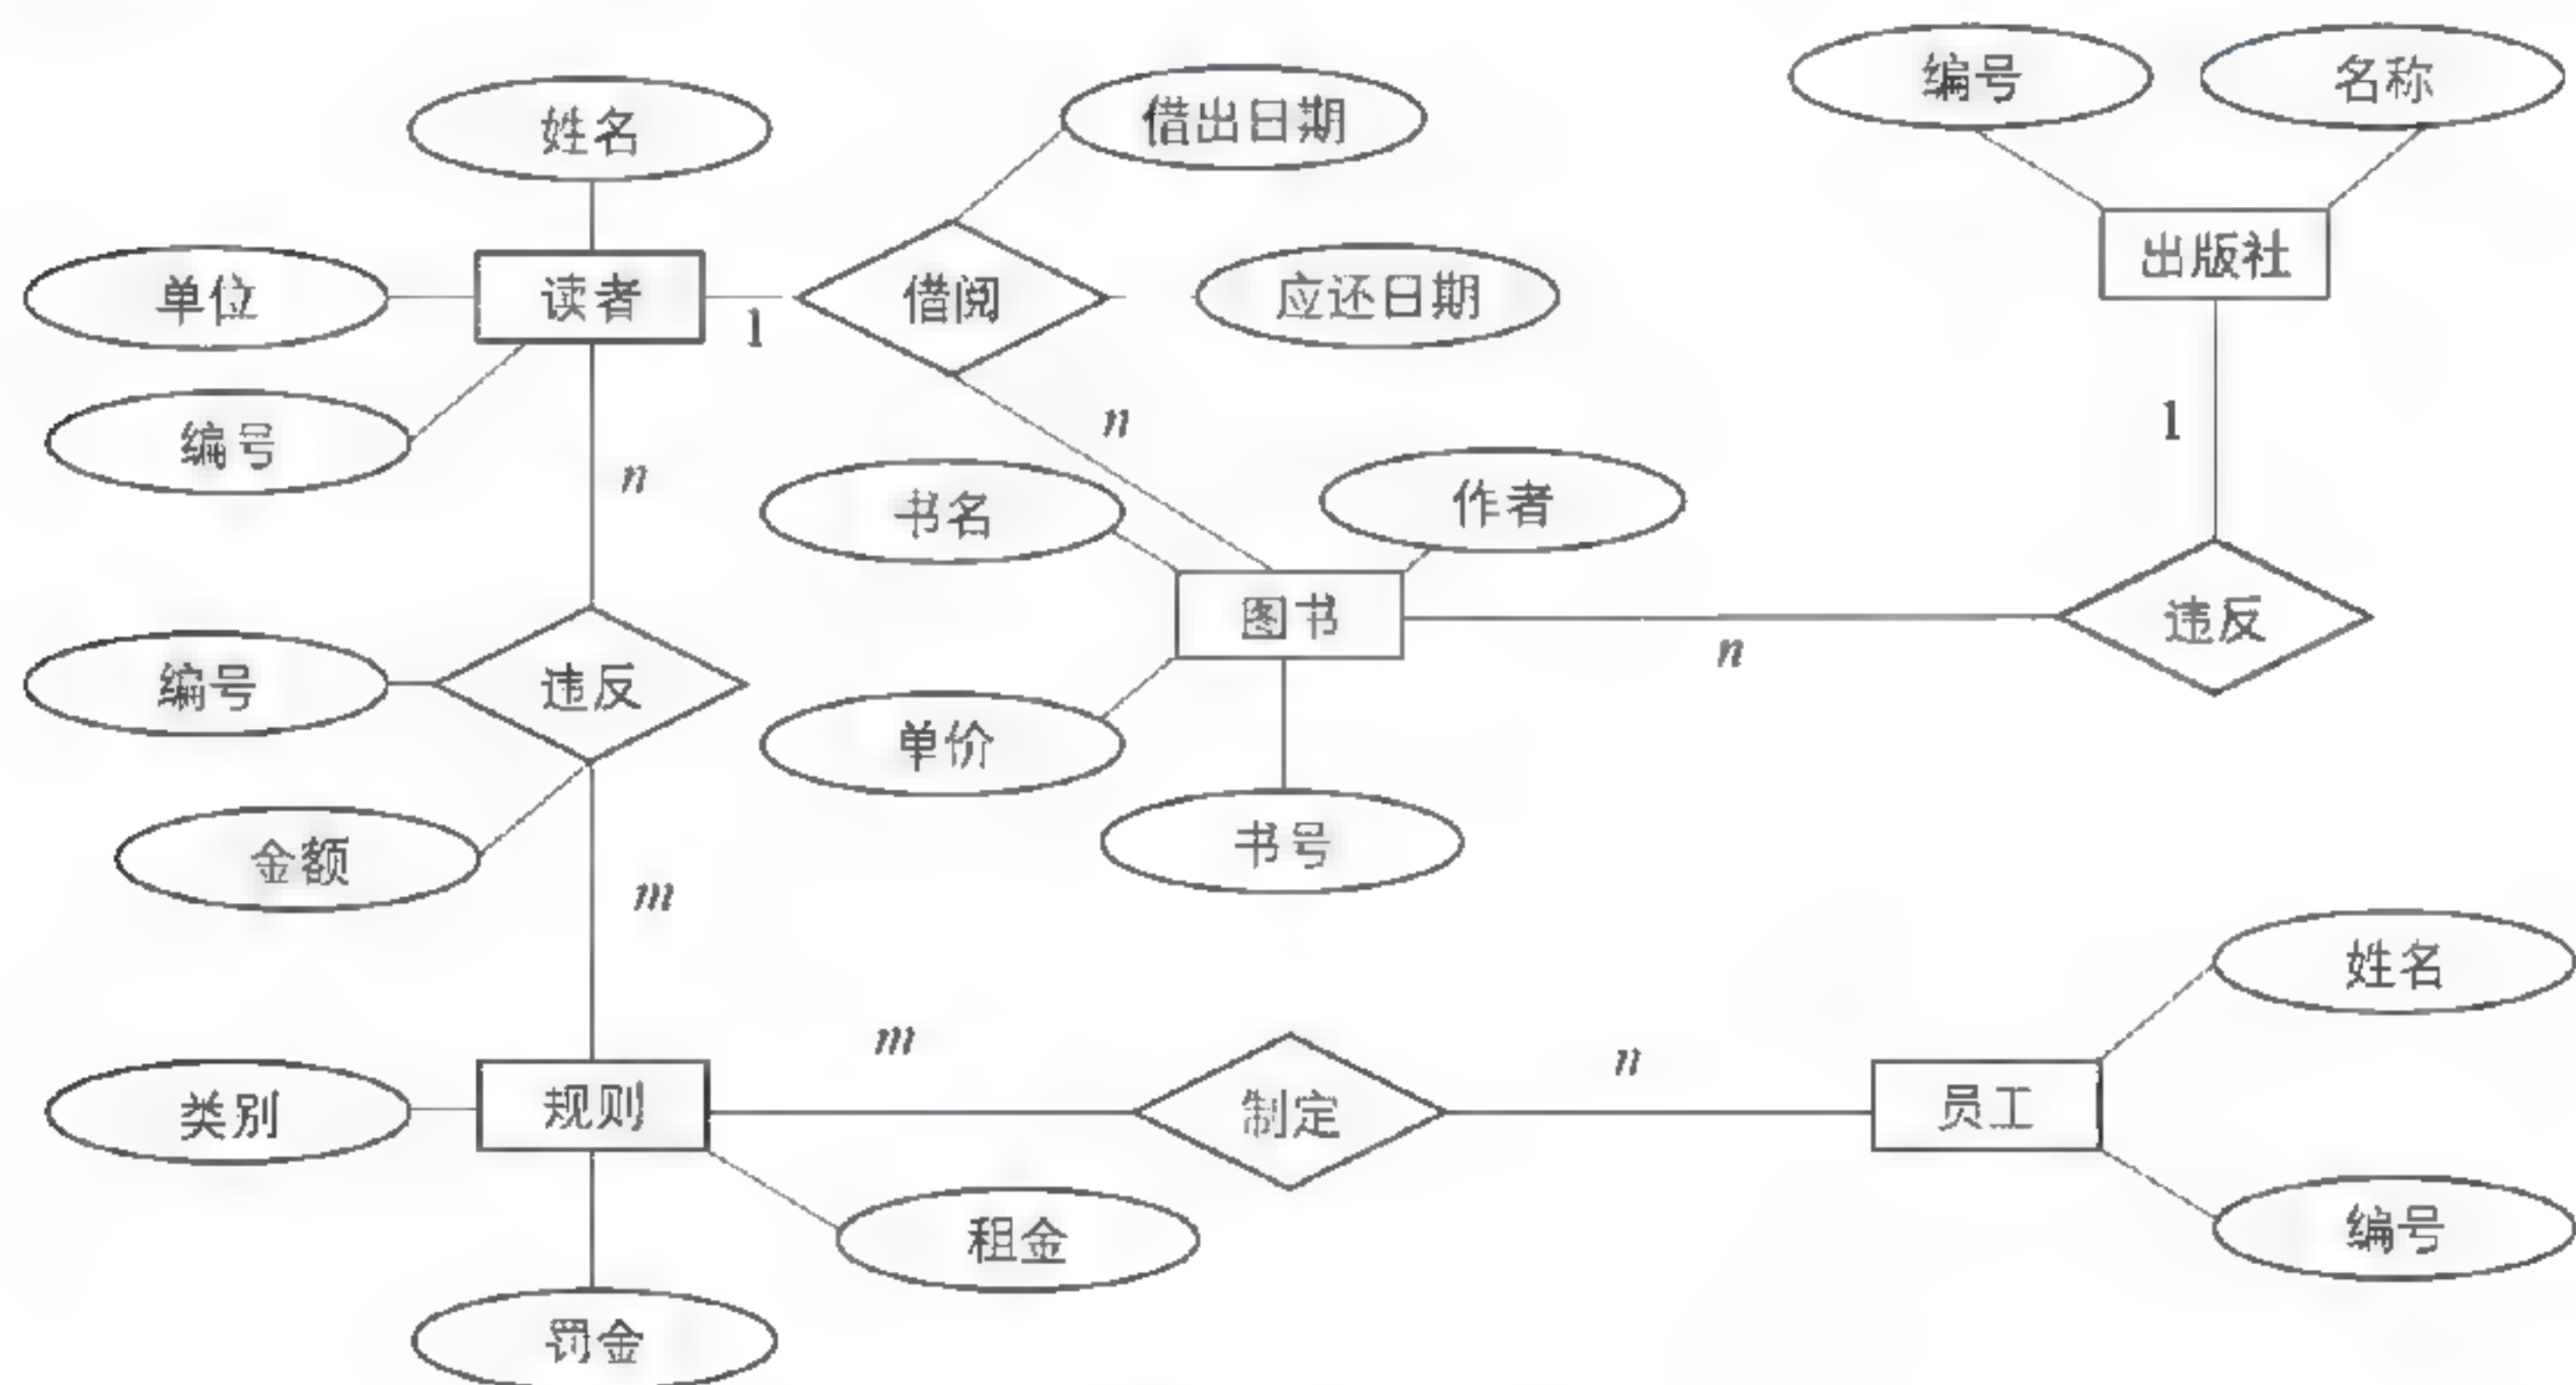 编号
名称
姓名
借出日期
出版社
单位
读者
1
借阅
应还日期
编号
n
n
1
书名
作者
图书
n
违反
编号
违反
单价
金额
书号
m
姓名
类别
规则
m
制定
n
员工
租金
编号
罚金